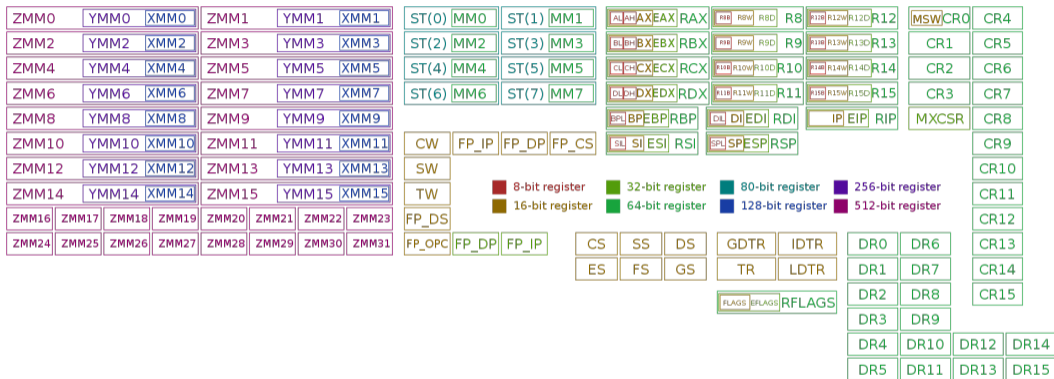 ZMM0 YMM0 XMM0 ZMM1 YMM1 XMM1 ST(0) MM0 ST(1) MM1 AL AH AX EAX RAX R8B R8W R8D R8 R12B R12W R12D R12 MSW CR0 CR4
ZMM2 YMM2 XMM2 ZMM3 YMM3 XMM3 ST(2) MM2 ST(3) MM3 BL BH BX EBX RBX R9B R9W R9D R9 R13B R13W R13D R13 CR1 CR5
ZMM4 YMM4 XMM4 ZMM5 YMM5 XMM5 ST(4) MM4 ST(5) MM5 CL CH CX ECX RCX R10B R10W R10D R10 R14B R14W R14D R14 CR2 CR6
ZMM6 YMM6 XMM6 ZMM7 YMM7 XMM7 ST(6) MM6 ST(7) MM7 DL DH DX EDX RDX R11B R11W R11D R11 R15B R15W R15D R15 CR3 CR7
ZMM8 YMM8 XMM8 ZMM9 YMM9 XMM9 BPL BP EBP RBP DIL DI EDI RDI IP EIP RIP MXCSR CR8
ZMM10 YMM10 XMM10 ZMM11 YMM11 XMM11 CW FP_IP FP_DP FP_CS SIL SI ESI RSI SPL SP ESP RSP CR9
ZMM12 YMM12 XMM12 ZMM13 YMM13 XMM13 SW CR10
ZMM14 YMM14 XMM14 ZMM15 YMM15 XMM15 TW 8-bit register 32-bit register 80-bit register 256-bit register CR11
16-bit register 64-bit register 128-bit register 512-bit register
ZMM16 ZMM17 ZMM18 ZMM19 ZMM20 ZMM21 ZMM22 ZMM23 FP_DS CR12
ZMM24 ZMM25 ZMM26 ZMM27 ZMM28 ZMM29 ZMM30 ZMM31 FP_OPC FP_DP FP_IP CS SS DS GDTR IDTR DR0 DR6 CR13
ES FS GS TR LDTR DR1 DR7 CR14
DR2 DR8 CR15
FLAGS EFLAGS RFLAGS
DR3 DR9
DR4 DR10 DR12 DR14
DR5 DR11 DR13 DR15